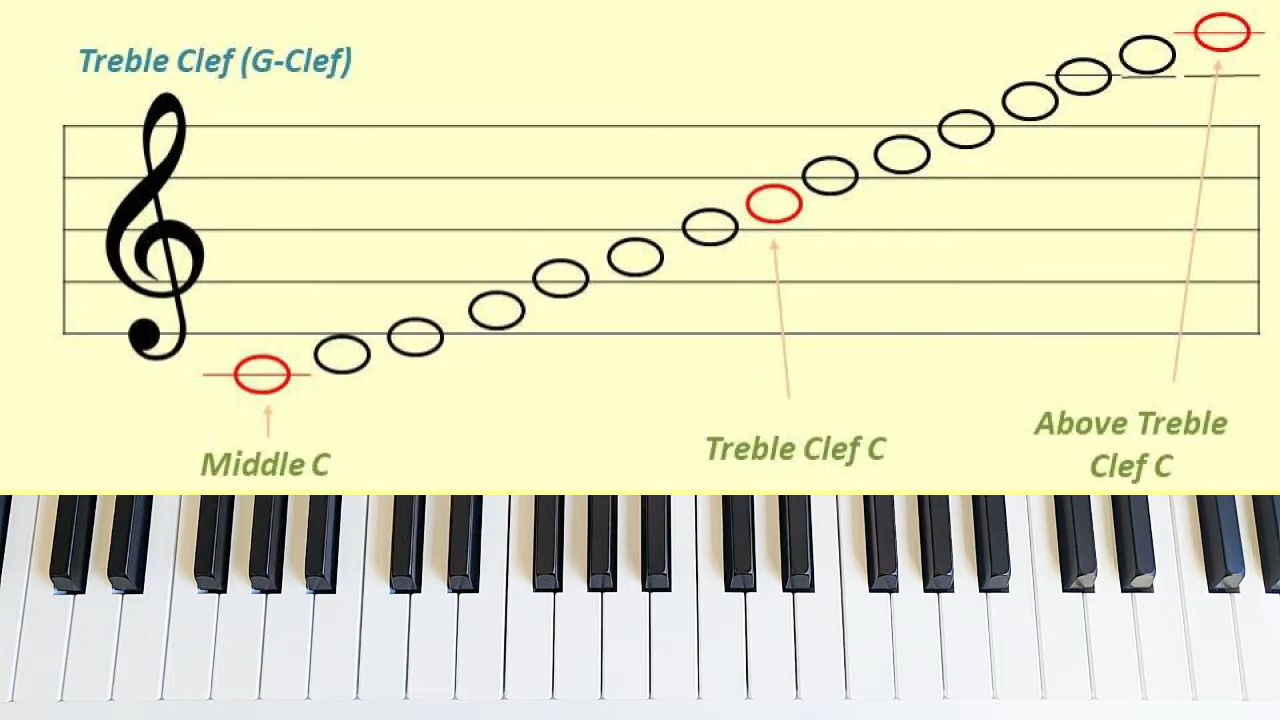 Treble Clef (G-Clef)
Middle C
Treble Clef C
Above Treble
Clef C